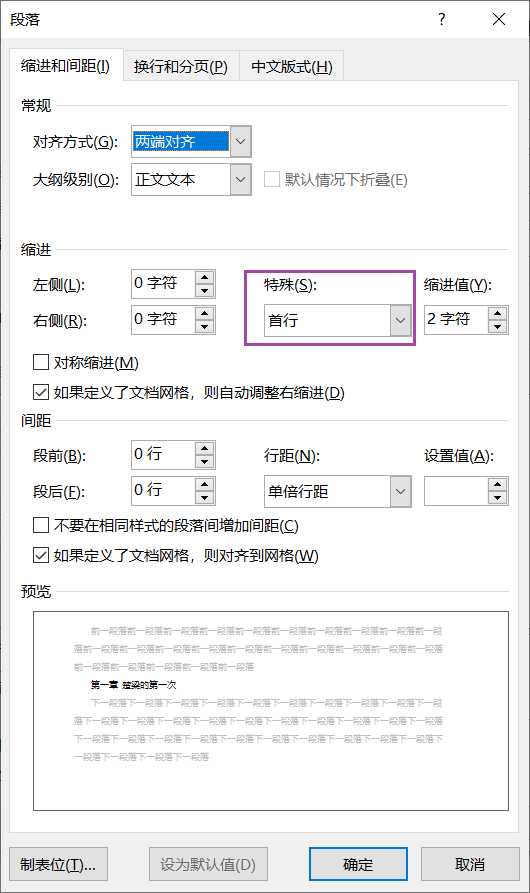 段落
缩进和间距(I) 换行和分页(P) 中文版式(H)
常规
对齐方式(G): 两端对齐
大纲级别(O): 正文文本 默认情况下折叠(E)
缩进
左侧(L): 0 字符 特殊(S): 缩进值(Y):
右侧(R): 0 字符 首行 2 字符
对称缩进(M)
如果定义了文档网格，则自动调整右缩进(D)
间距
段前(B): 0 行 行距(N): 设置值(A):
段后(F): 0 行 单倍行距
不要在相同样式的段落间增加间距(C)
如果定义了文档网格，则对齐到网格(W)
预览
前一段落前一段落前一段落前一段落前一段落前一段落前一段落前一段落前一段落前一段
落前一段落前一段落前一段落前一段落前一段落前一段落前一段落前一段落前一段落前一段落
前一段落前一段落前一段落前一段落前一段落
第一章 楚梁的第一次
下一段落下一段落下一段落下一段落下一段落下一段落下一段落下一段落下一段落下一段
落下一段落下一段落下一段落下一段落下一段落下一段落下一段落下一段落下一段落下一段落
下一段落下一段落下一段落下一段落下一段落下一段落下一段落下一段落下一段落下一段落下
一段落下一段落下一段落下一段落
制表位(T)... 设为默认值(D) 确定 取消